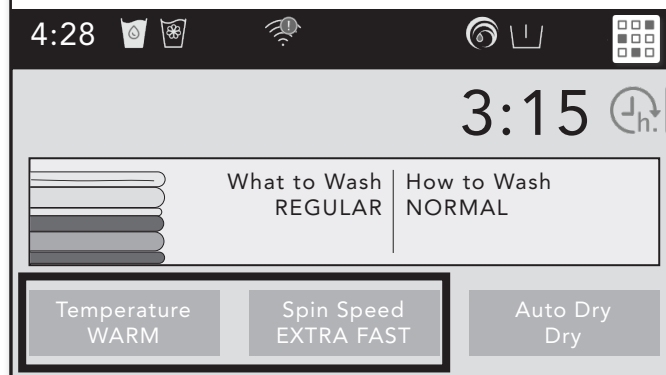 4:28
3:15
h.
What to Wash
REGULAR
How to Wash
NORMAL
Temperature
WARM
Spin Speed
EXTRA FAST
Auto Dry
Dry